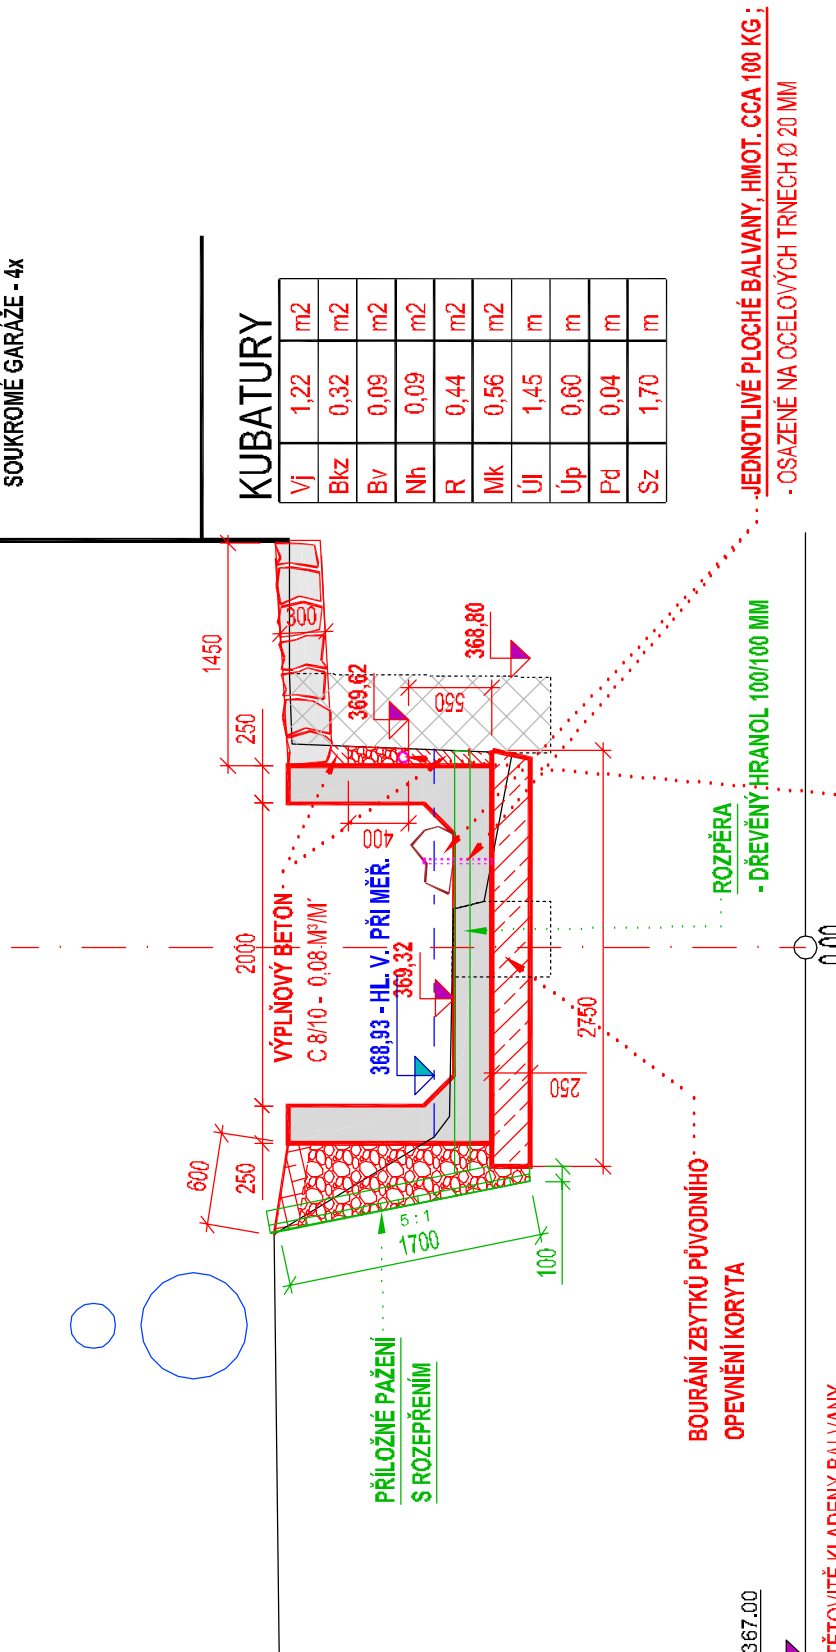 SOUKROMÉ GARÁŽE - 4x
KUBATURY
Vj 1,22 m2
Bkz 0,32 m2
Bv 0,09 m2
Nh 0,09 m2
R 0,44 m2
Mk 0,56 m2
Úl 1,45 m
Úp 0,60 m
Pd 0,04 m
Sz 1,70 m
JEDNOTLIVÉ PLOCHÉ BALVANY, HMOT. CCA 100 KG ;
- OSAZENÉ NA OCELOVÝCH TRNECH Ø 20 MM
600
250
2000
250
1450
300
VÝPLŇOVÝ BETON
C 8/10 - 0,08 M³/M´
400
369,62
550
368,80
368,93 - HL. V. PŘI MĚŘ.
369,32
5 : 1
1700
100
250
2750
PŘÍLOŽNÉ PAŽENÍ
S ROZEPŘENÍM
ROZPĚRA
- DŘEVĚNÝ HRANOL 100/100 MM
BOURÁNÍ ZBYTKŮ PŮVODNÍHO
OPEVNĚNÍ KORYTA
0,00
367.00
KLADENY BALVANY